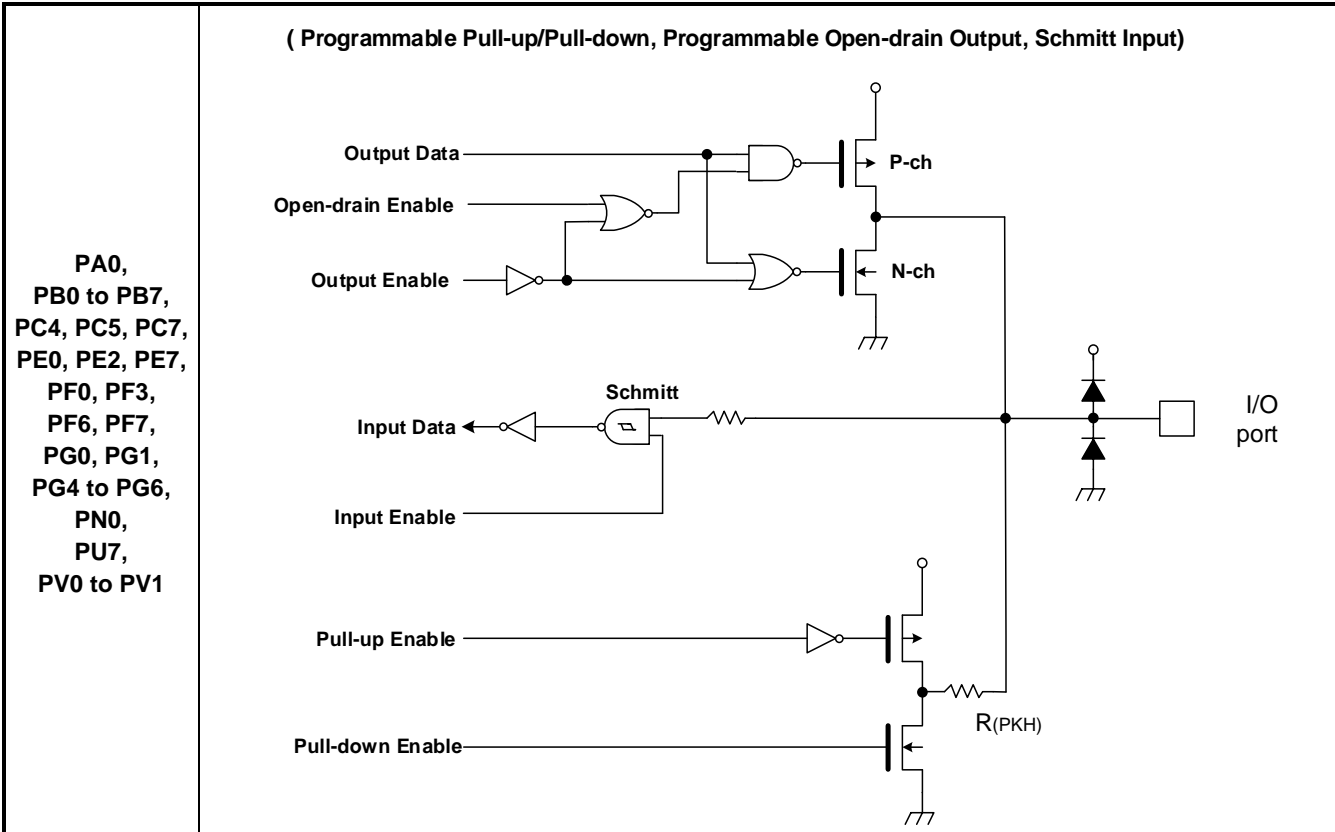 ( Programmable Pull-up/Pull-down, Programmable Open-drain Output, Schmitt Input)
PA0,
PB0 to PB7,
PC4, PC5, PC7,
PE0, PE2, PE7,
PF0, PF3,
PF6, PF7,
PG0, PG1,
PG4 to PG6,
PN0,
PU7,
PV0 to PV1
Output Data
P-ch
Open-drain Enable
Output Enable
N-ch
Schmitt
Input Data
I/O
port
Input Enable
Pull-up Enable
R(PKH)
Pull-down Enable